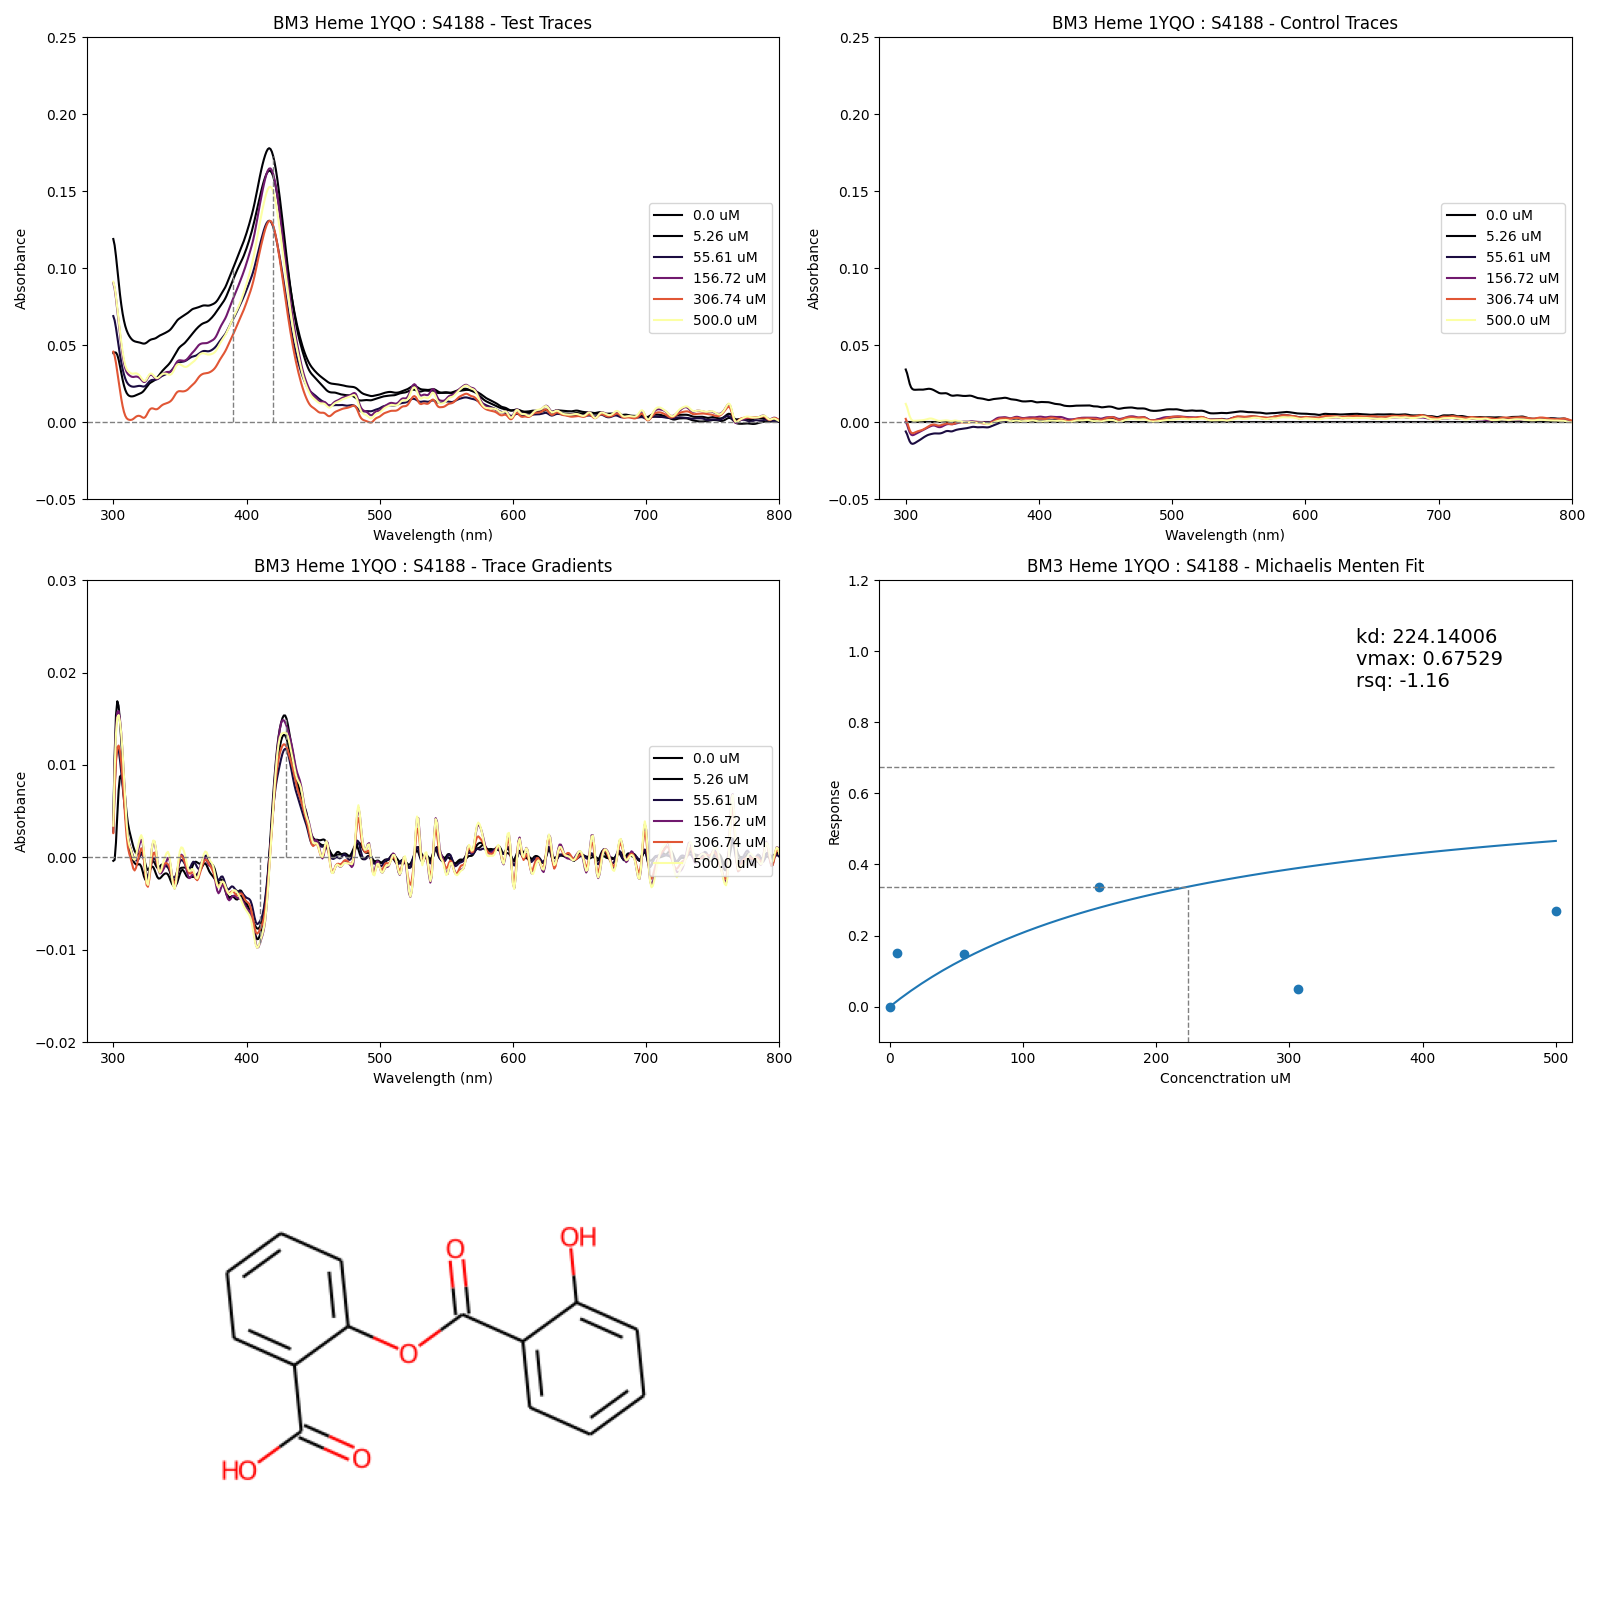 BM3 Heme 1YQO : S4188 - Test Traces
0.25
0.20
0.15
0.10
0.05
0.00
−0.05
Absorbance
300
400
500
600
700
800
Wavelength (nm)
0.0 uM
5.26 uM
55.61 uM
156.72 uM
306.74 uM
500.0 uM
BM3 Heme 1YQO : S4188 - Control Traces
0.25
0.20
0.15
0.10
0.05
0.00
−0.05
Absorbance
300
400
500
600
700
800
Wavelength (nm)
0.0 uM
5.26 uM
55.61 uM
156.72 uM
306.74 uM
500.0 uM
BM3 Heme 1YQO : S4188 - Trace Gradients
0.03
0.02
0.01
0.00
−0.01
−0.02
Absorbance
300
400
500
600
700
800
Wavelength (nm)
0.0 uM
5.26 uM
55.61 uM
156.72 uM
306.74 uM
500.0 uM
BM3 Heme 1YQO : S4188 - Michaelis Menten Fit
1.2
1.0
0.8
0.6
0.4
0.2
0.0
Response
0
100
200
300
400
500
Concenctration uM
kd: 224.14006
vmax: 0.67529
rsq: -1.16
OH
O
O
HO
O